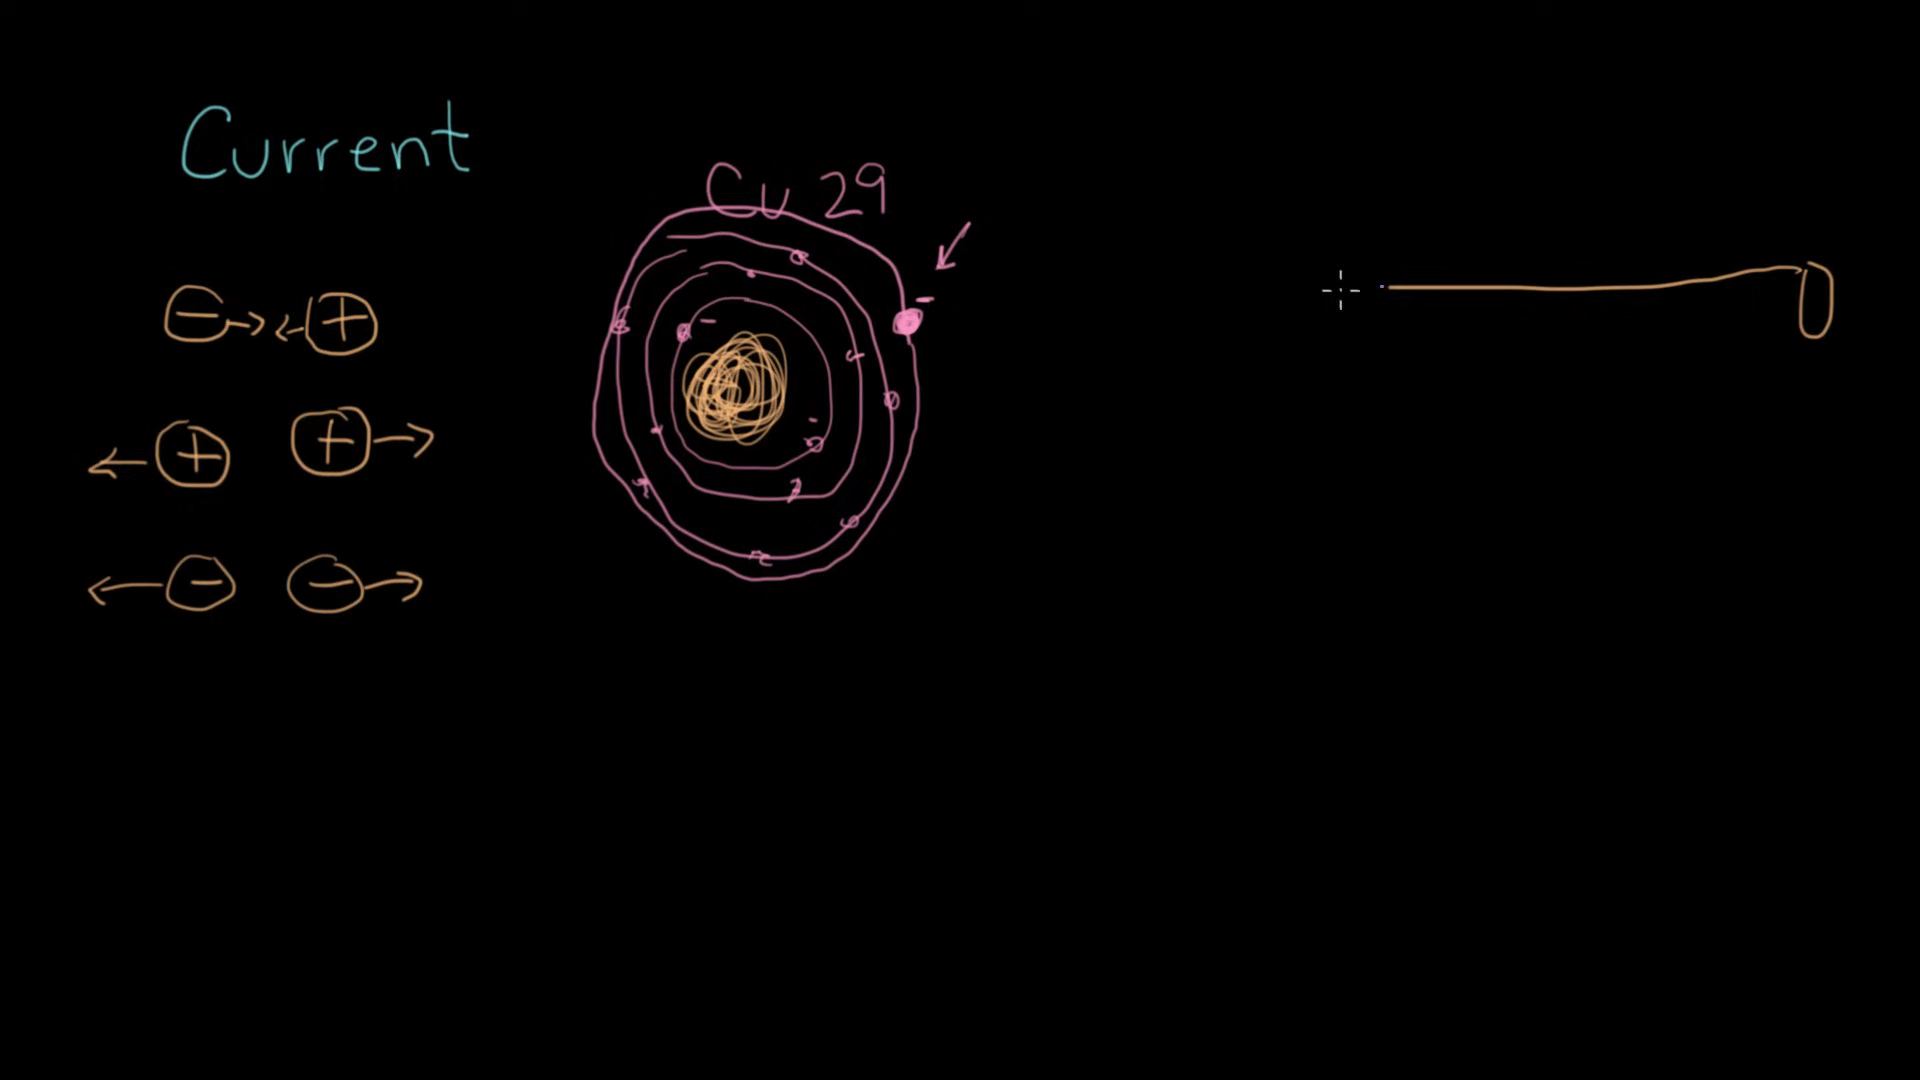 Current
Cu 29
- +
+ +
- -